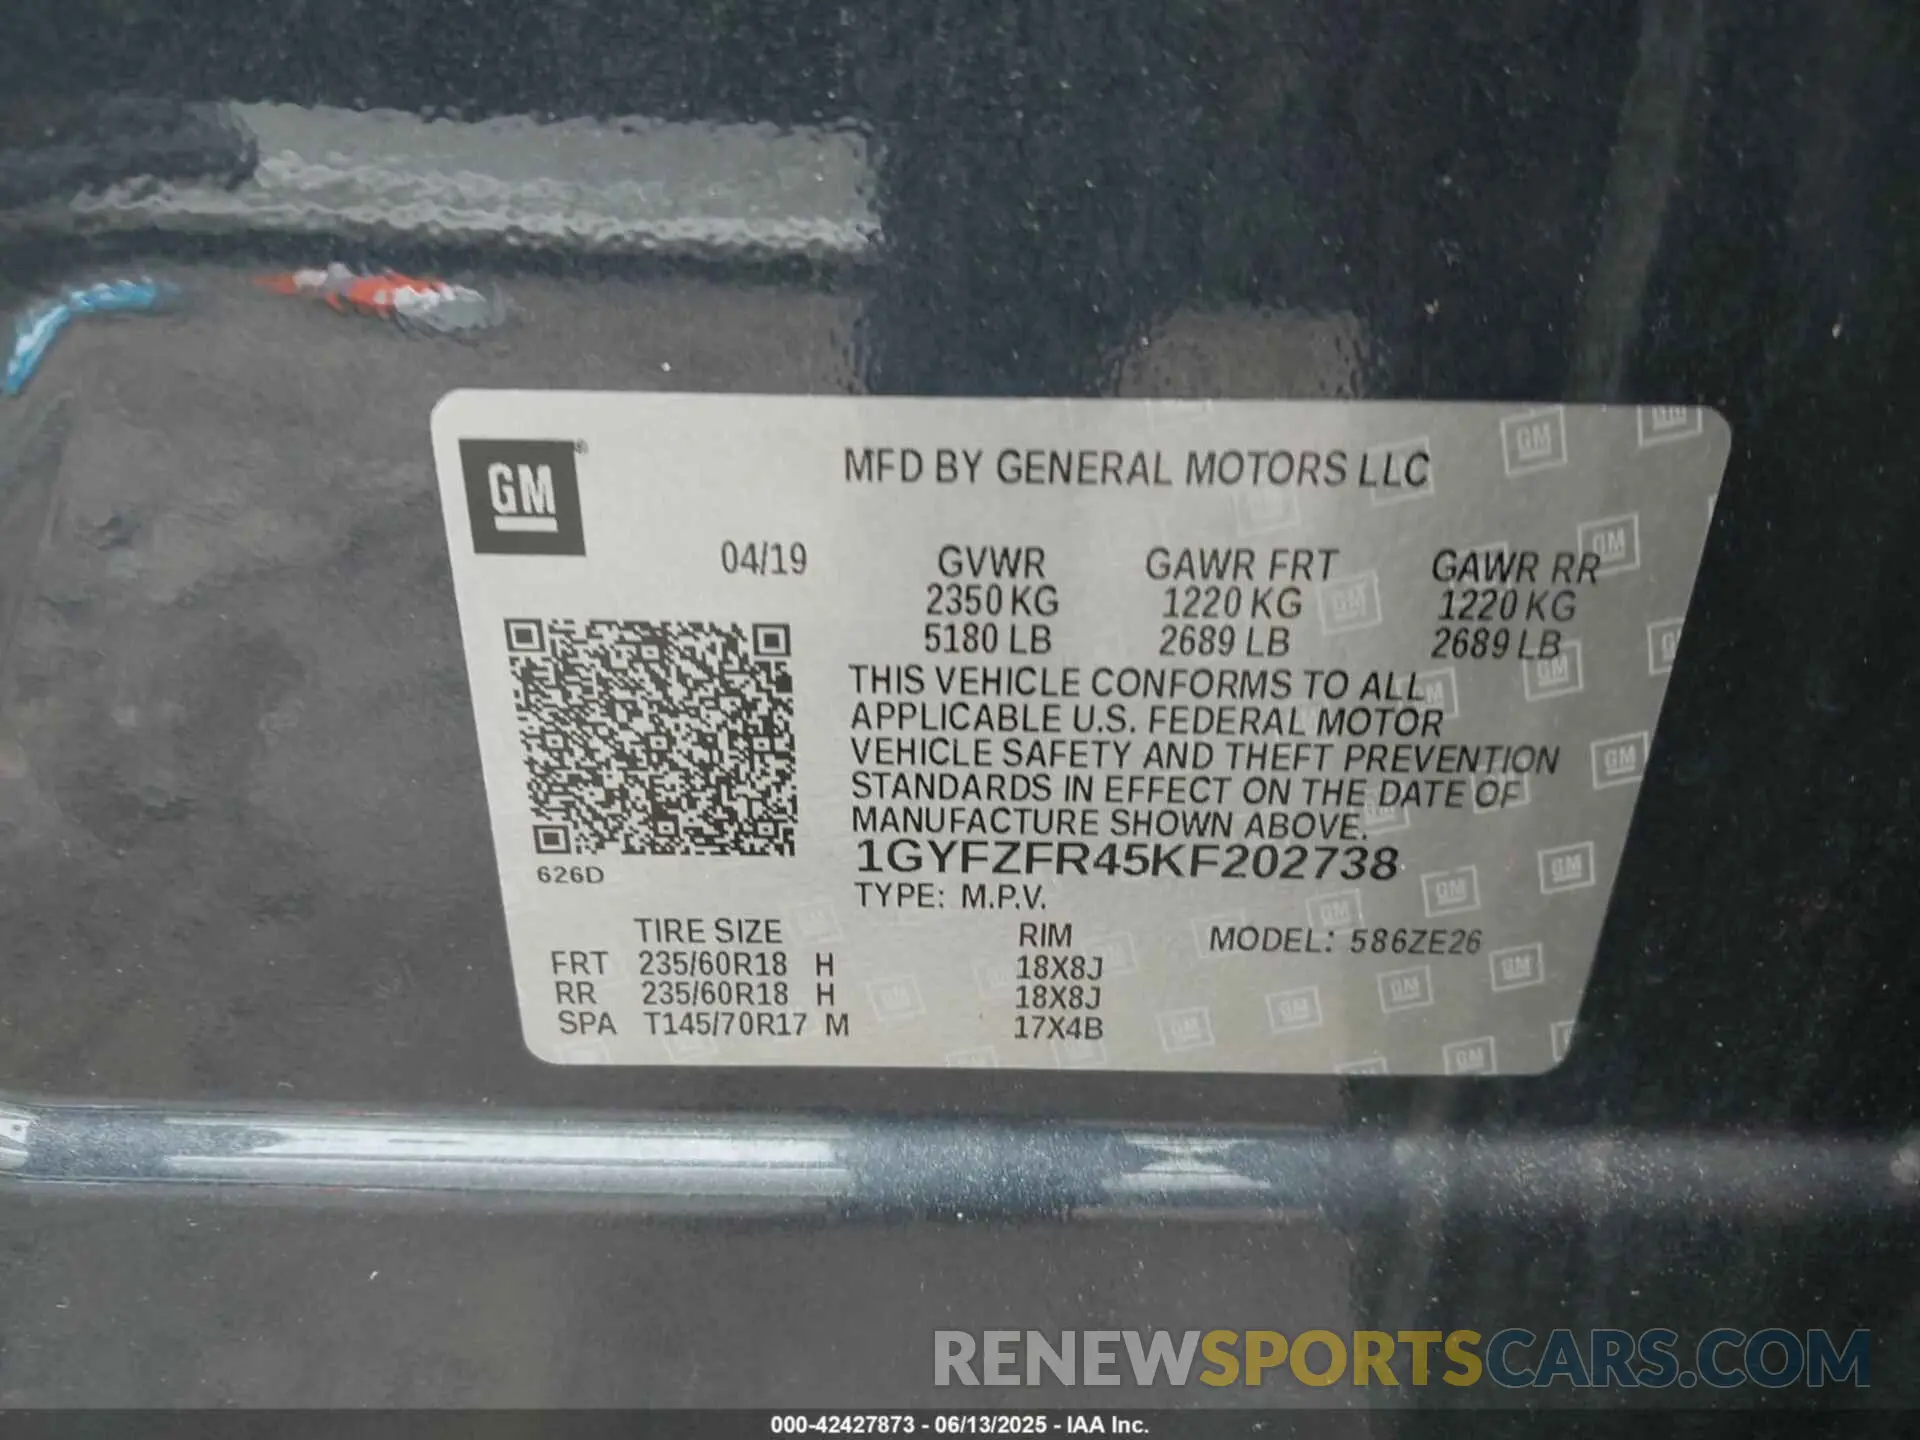 GM
MFD BY GENERAL MOTORS LLC
04/19 GVWR GAWR FRT GAWR RR
2350 KG 1220 KG 1220 KG
5180 LB 2689 LB 2689 LB
THIS VEHICLE CONFORMS TO ALL
APPLICABLE U.S. FEDERAL MOTOR
VEHICLE SAFETY AND THEFT PREVENTION
STANDARDS IN EFFECT ON THE DATE OF
MANUFACTURE SHOWN ABOVE.
1GYFZFR45KF202738
626D
TYPE: M.P.V.
TIRE SIZE RIM MODEL: 586ZE26
FRT 235/60R18 H 18X8J
RR 235/60R18 H 18X8J
SPA T145/70R17 M 17X4B
RENEWSPORTSCARS.COM
000-42427873 - 06/13/2025 - IAA Inc.